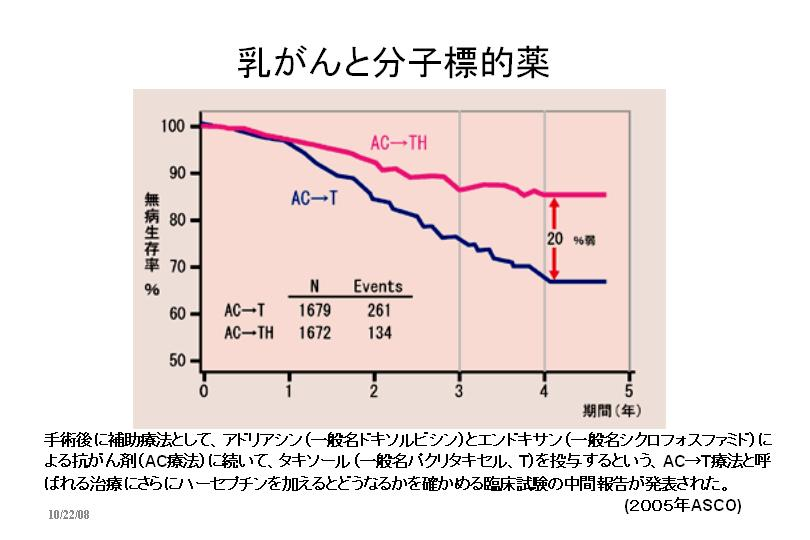 乳がんと分子標的薬
無病生存率 %
100
90
80
70
60
50
AC→TH
AC→T
20 %弱
N Events
AC→T 1679 261
AC→TH 1672 134
0 1 2 3 4 5
期間(年)
手術後に補助療法として、アドリアシン(一般名ドキソルビシン)とエンドキサン(一般名シクロフォスファミド)に
よる抗がん剤(AC療法)に続いて、タキソール(一般名パクリタキセル、T)を投与するという、AC→T療法と呼
ばれる治療にさらにハーセプチンを加えるとどうなるかを確かめる臨床試験の中間報告が発表された。
(2005年ASCO)
10/22/08